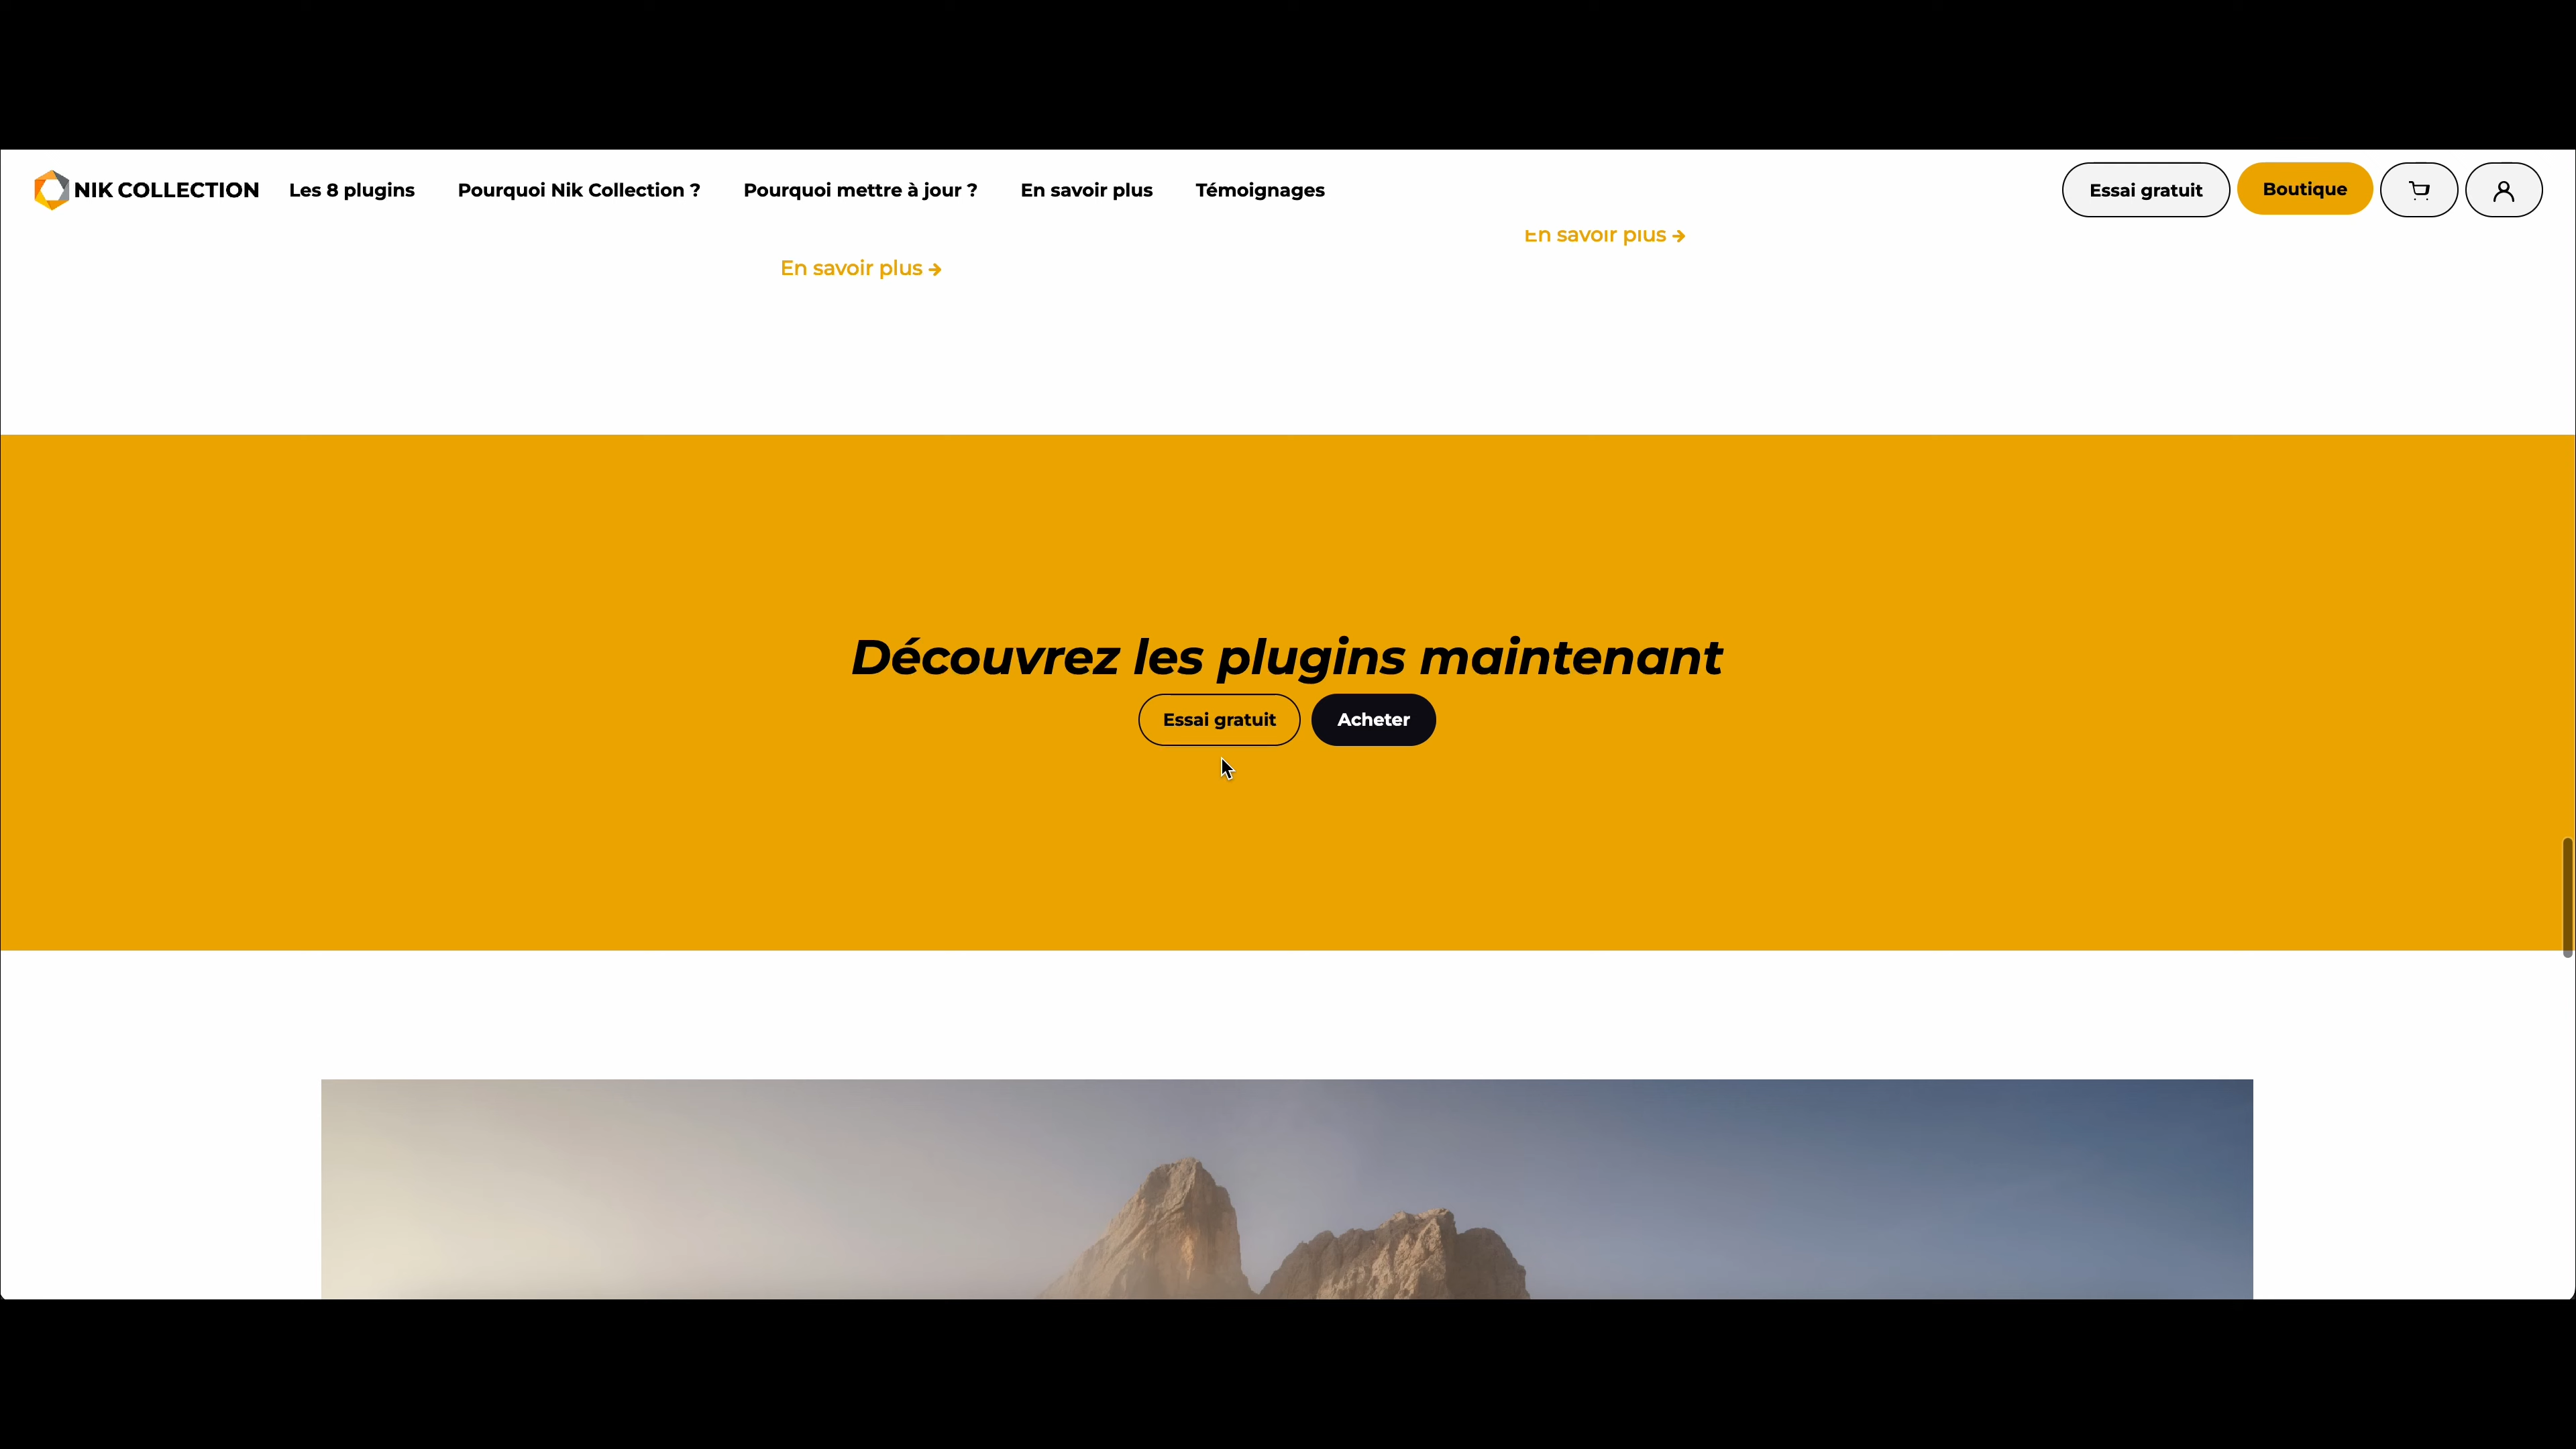 NIK COLLECTION Les 8 plugins Pourquoi Nik Collection ? Pourquoi mettre à jour ? En savoir plus Témoignages Essai gratuit Boutique
En savoir plus →
En savoir plus →
Découvrez les plugins maintenant
Essai gratuit Acheter